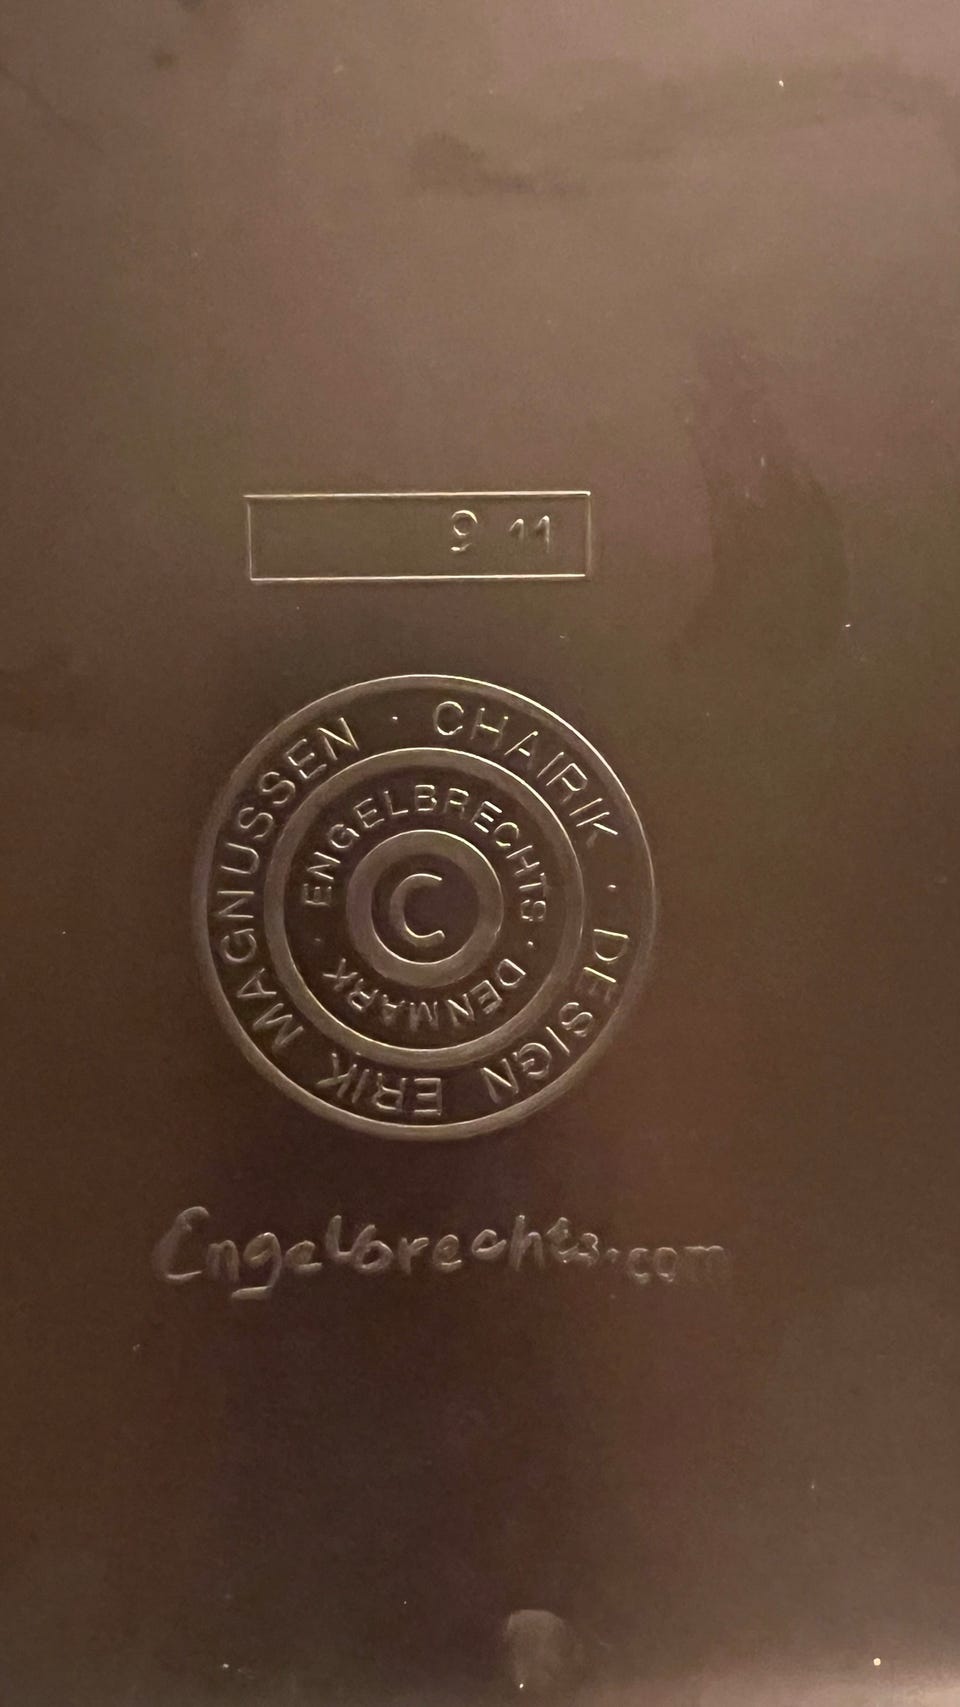 9 11
CHAIRIK · DESIGN ERIK MAGNUSSEN ·
ENGELBRECHTS · DENMARK ·
C
Engelbrechts.com